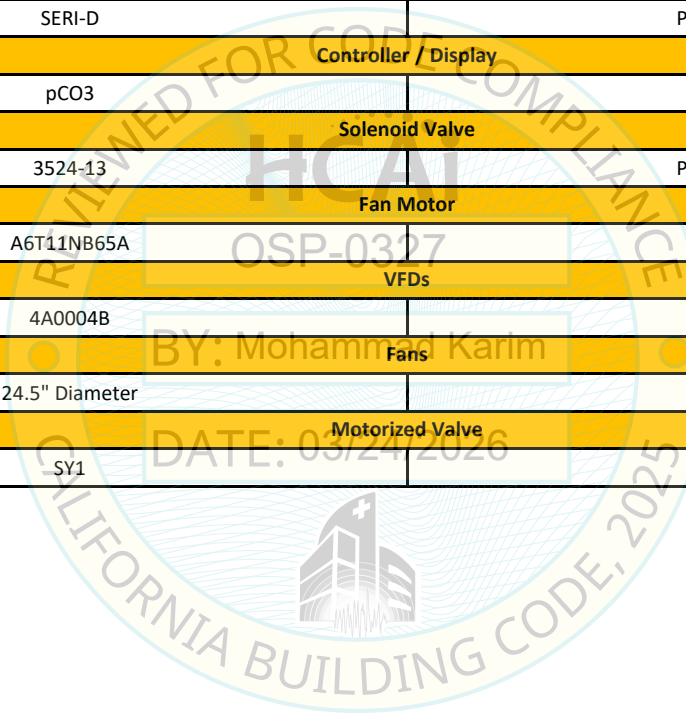 SERI-D P
Controller / Display
pCO3
Solenoid Valve
3524-13 P
Fan Motor
A6T11NB65A
VFDs
4A0004B
Fans
24.5" Diameter
Motorized Valve
SY1
REVIEWED FOR CODE COMPLIANCE
HCAi
OSP-0327
BY: Mohammad Karim
DATE: 03/24/2026
CALIFORNIA BUILDING CODE, 2025